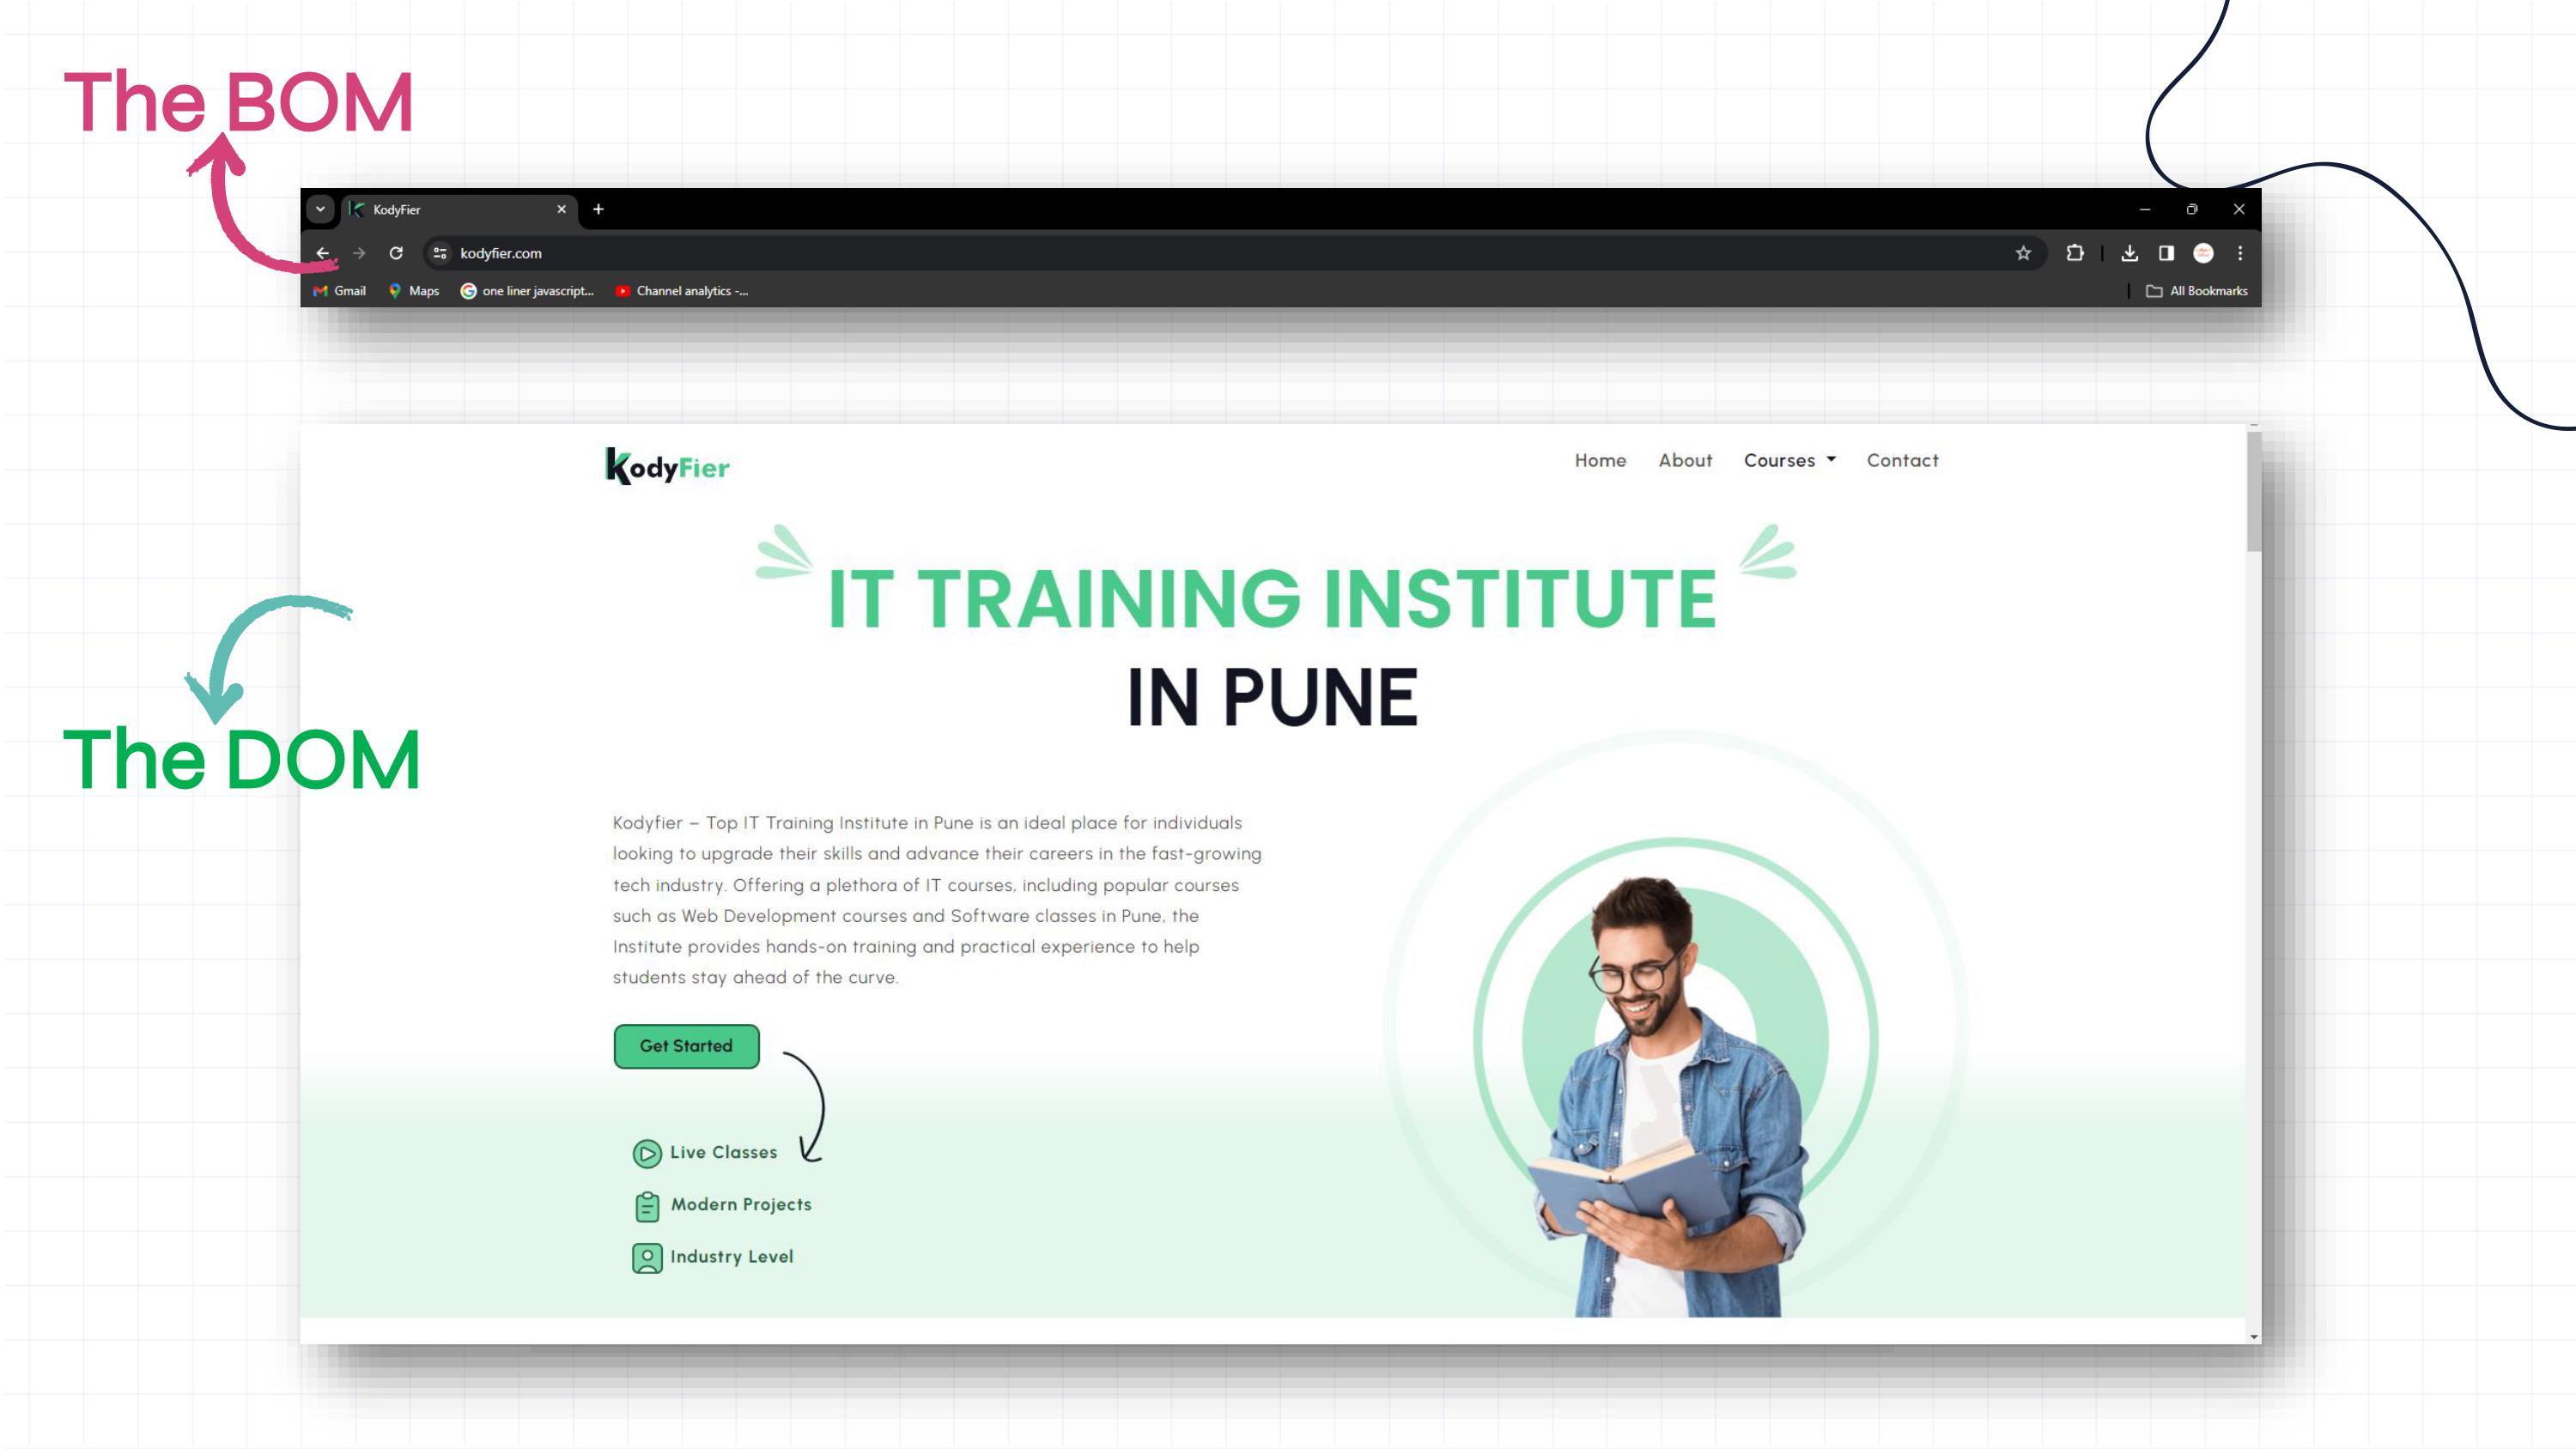 The BOM
KodyFier
kodyfier.com
Gmail Maps one liner javascript... Channel analytics -... All Bookmarks
KodyFier
Home About Courses Contact
IT TRAINING INSTITUTE
IN PUNE
The DOM
Kodyfier – Top IT Training Institute in Pune is an ideal place for individuals
looking to upgrade their skills and advance their careers in the fast-growing
tech industry. Offering a plethora of IT courses, including popular courses
such as Web Development courses and Software classes in Pune, the
Institute provides hands-on training and practical experience to help
students stay ahead of the curve.
Get Started
Live Classes
Modern Projects
Industry Level